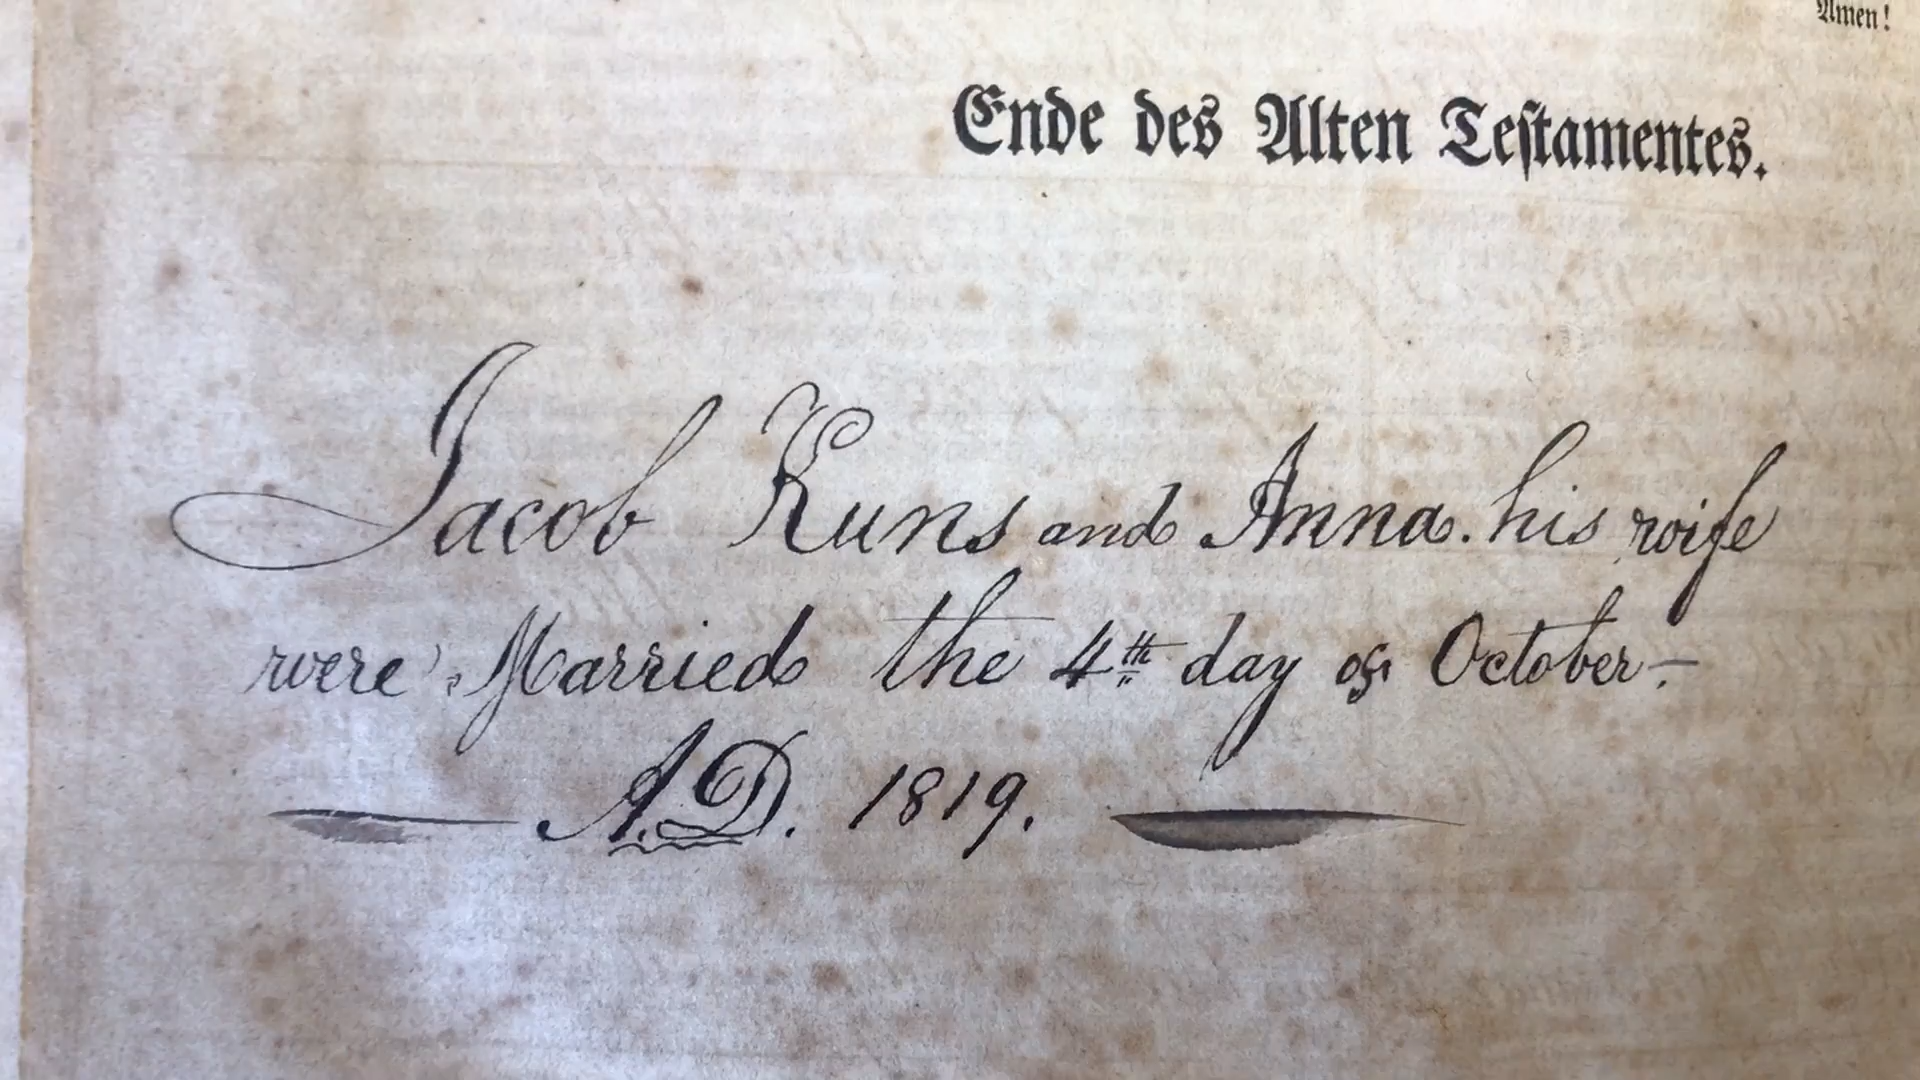 Amen!
Ende des Alten Testamentes.
Jacob Kuns and Anna. his wife
were Married the 4th day of October.-
A.D. 1819.